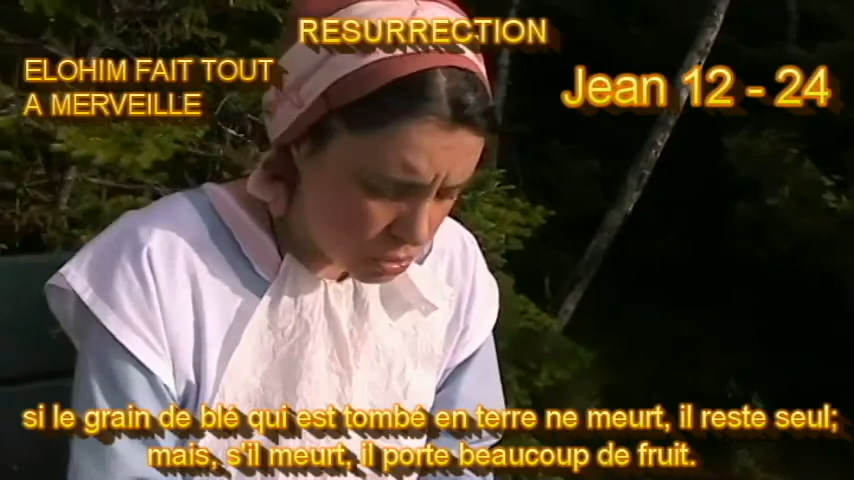 RESURRECTION
ELOHIM FAIT TOUT
A MERVEILLE
Jean 12 - 24
si le grain de blé qui est tombé en terre ne meurt, il reste seul;
mais, s'il meurt, il porte beaucoup de fruit.